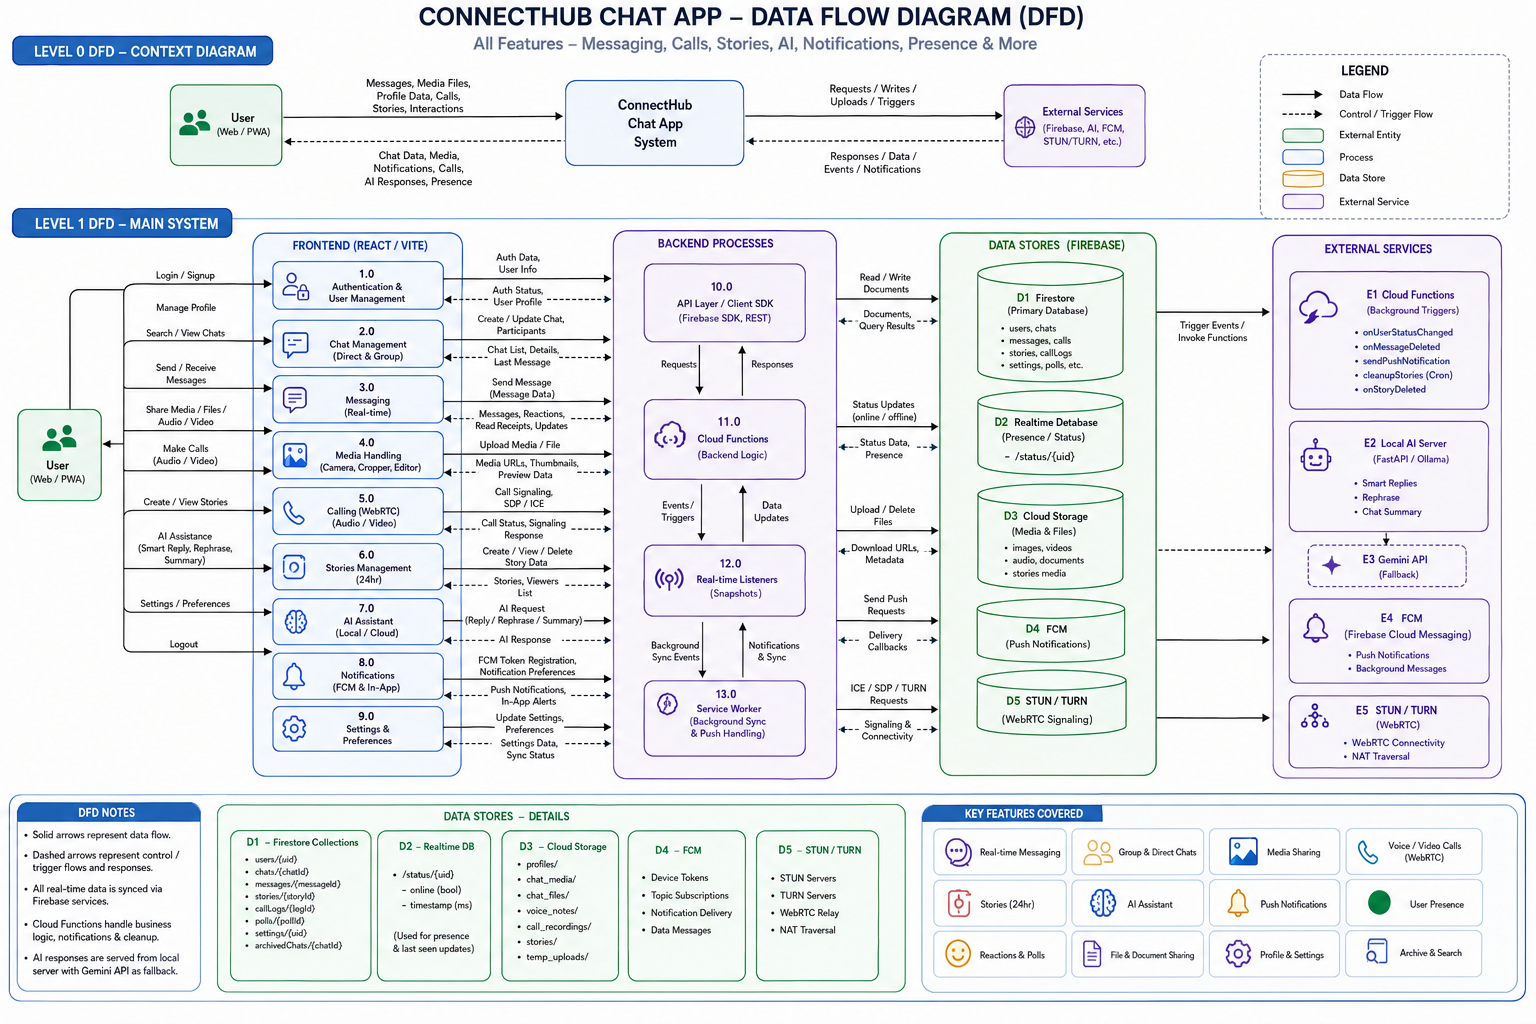 CONNECTHUB CHAT APP – DATA FLOW DIAGRAM (DFD)
All Features – Messaging, Calls, Stories, AI, Notifications, Presence & More
LEVEL 0 DFD – CONTEXT DIAGRAM
User
(Web / PWA)
Messages, Media Files,
Profile Data, Calls,
Stories, Interactions
Chat Data, Media,
Notifications, Calls,
AI Responses, Presence
ConnectHub
Chat App
System
Requests / Writes /
Uploads / Triggers
Responses / Data /
Events / Notifications
External Services
(Firebase, AI, FCM,
STUN/TURN, etc.)
LEGEND
Data Flow
Control / Trigger Flow
External Entity
Process
Data Store
External Service
LEVEL 1 DFD – MAIN SYSTEM
User
(Web / PWA)
Login / Signup
Manage Profile
Search / View Chats
Send / Receive
Messages
Share Media / Files /
Audio / Video
Make Calls
(Audio / Video)
Create / View Stories
AI Assistance
(Smart Reply, Rephrase,
Summary)
Settings / Preferences
Logout
FRONTEND (REACT / VITE)
1.0
Authentication &
User Management
2.0
Chat Management
(Direct & Group)
3.0
Messaging
(Real-time)
4.0
Media Handling
(Camera, Cropper, Editor)
5.0
Calling (WebRTC)
(Audio / Video)
6.0
Stories Management
(24hr)
7.0
AI Assistant
(Local / Cloud)
8.0
Notifications
(FCM & In-App)
9.0
Settings &
Preferences
Auth Data,
User Info
Auth Status,
User Profile
Create / Update Chat,
Participants
Chat List, Details,
Last Message
Send Message
(Message Data)
Messages, Reactions,
Read Receipts, Updates
Upload Media / File
Media URLs, Thumbnails,
Preview Data
Call Signaling,
SDP / ICE
Call Status, Signaling
Response
Create / View / Delete
Story Data
Stories, Viewers
List
AI Request
(Reply / Rephrase / Summary)
AI Response
FCM Token Registration,
Notification Preferences
Push Notifications,
In-App Alerts
Update Settings,
Preferences
Settings Data,
Sync Status
BACKEND PROCESSES
10.0
API Layer / Client SDK
(Firebase SDK, REST)
Requests
Responses
11.0
Cloud Functions
(Backend Logic)
Events/
Triggers
Data
Updates
12.0
Real-time Listeners
(Snapshots)
Background
Sync Events
Notifications
& Sync
13.0
Service Worker
(Background Sync
& Push Handling)
Read / Write
Documents
Documents,
Query Results
Status Updates
(online / offline)
Status Data,
Presence
Upload / Delete
Files
Download URLs,
Metadata
Send Push
Requests
Delivery
Callbacks
ICE / SDP / TURN
Requests
Signaling &
Connectivity
DATA STORES (FIREBASE)
D1 Firestore
(Primary Database)
• users, chats
• messages, calls
• stories, callLogs
• settings, polls, etc.
D2 Realtime Database
(Presence / Status)
– /status/{uid}
D3 Cloud Storage
(Media & Files)
• images, videos
• audio, documents
• stories media
D4 FCM
(Push Notifications)
D5 STUN / TURN
(WebRTC Signaling)
Trigger Events /
Invoke Functions
EXTERNAL SERVICES
E1 Cloud Functions
(Background Triggers)
• onUserStatusChanged
• onMessageDeleted
• sendPushNotification
• cleanupStories (Cron)
• onStoryDeleted
E2 Local AI Server
(FastAPI / Ollama)
• Smart Replies
• Rephrase
• Chat Summary
E3 Gemini API
(Fallback)
E4 FCM
(Firebase Cloud Messaging)
• Push Notifications
• Background Messages
E5 STUN / TURN
(WebRTC)
• WebRTC Connectivity
• NAT Traversal
DFD NOTES
• Solid arrows represent data flow.
• Dashed arrows represent control /
trigger flows and responses.
• All real-time data is synced via
Firebase services.
• Cloud Functions handle business
logic, notifications & cleanup.
• AI responses are served from local
server with Gemini API as fallback.
DATA STORES – DETAILS
D1 – Firestore Collections
• users/{uid}
• chats/{chatId}
• messages/{messageId}
• stories/{storyId}
• callLogs/{logId}
• polls/{pollId}
• settings/{uid}
• archivedChats/{chatId}
D2 – Realtime DB
• /status/{uid}
– online (bool)
– timestamp (ms)
(Used for presence
& last seen updates)
D3 – Cloud Storage
• profiles/
• chat_media/
• chat_files/
• voice_notes/
• call_recordings/
• stories/
• temp_uploads/
D4 – FCM
• Device Tokens
• Topic Subscriptions
• Notification Delivery
• Data Messages
D5 – STUN / TURN
• STUN Servers
• TURN Servers
• WebRTC Relay
• NAT Traversal
KEY FEATURES COVERED
Real-time Messaging
Group & Direct Chats
Media Sharing
Voice / Video Calls
(WebRTC)
Stories (24hr)
AI Assistant
Push Notifications
User Presence
Reactions & Polls
File & Document Sharing
Profile & Settings
Archive & Search